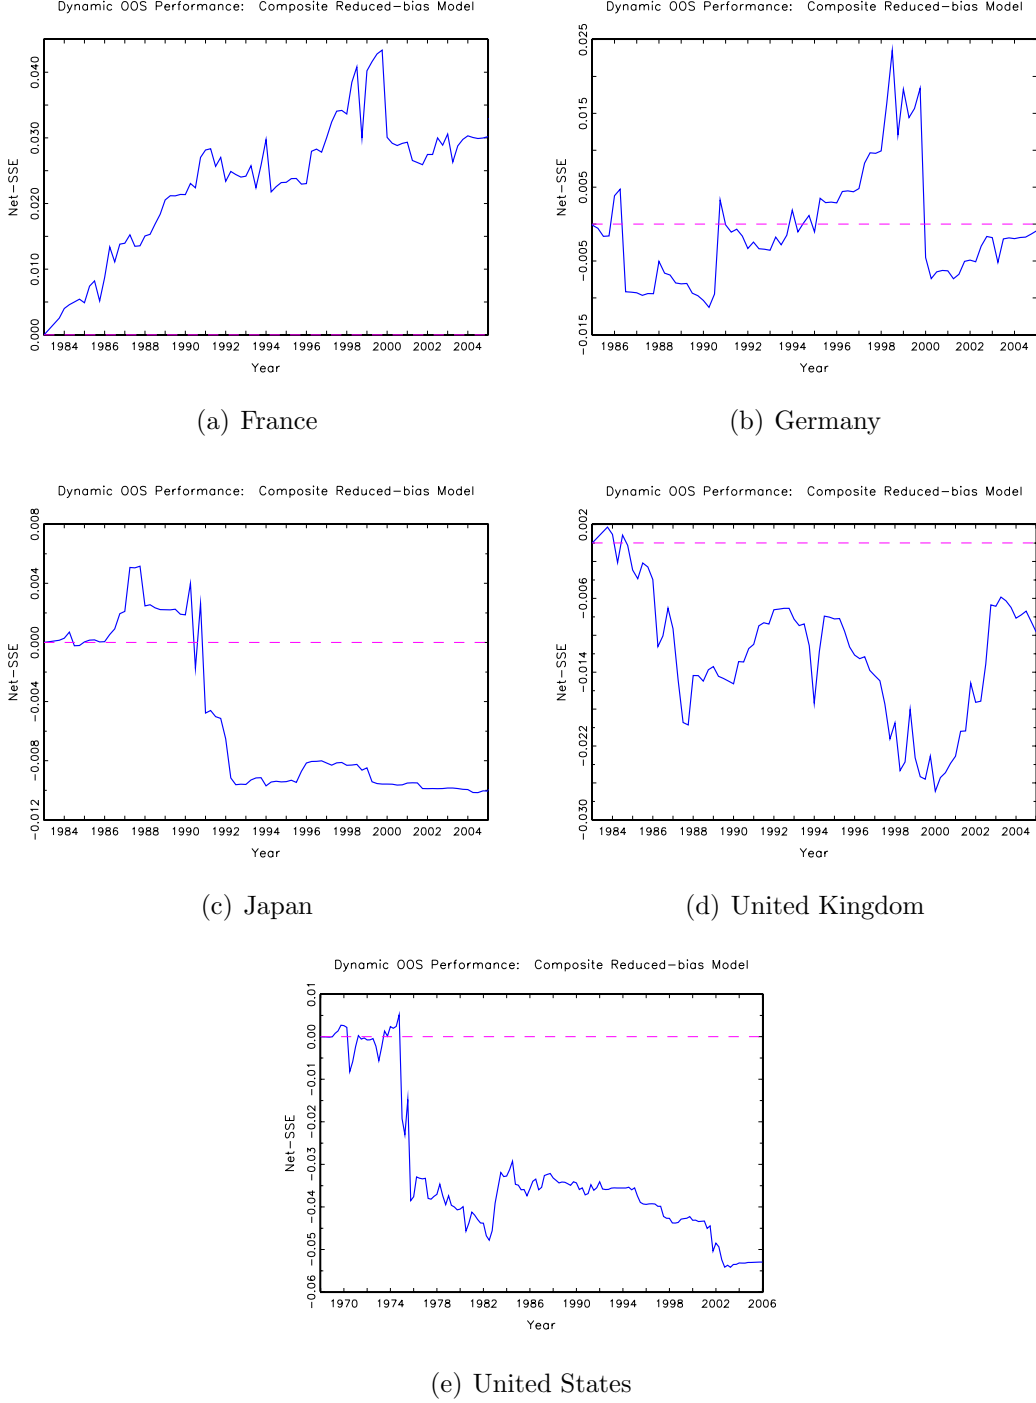 Dynamic OOS Performance: Composite Reduced-bias Model
Net-SSE
0.040
0.030
0.020
0.010
0.000
1984 1986 1988 1990 1992 1994 1996 1998 2000 2002 2004
Year
(a) France
Dynamic OOS Performance: Composite Reduced-bias Model
Net-SSE
0.025
0.015
0.005
-0.005
-0.015
1986 1988 1990 1992 1994 1996 1998 2000 2002 2004
Year
(b) Germany
Dynamic OOS Performance: Composite Reduced-bias Model
Net-SSE
0.008
0.004
0.000
-0.004
-0.008
-0.012
1984 1986 1988 1990 1992 1994 1996 1998 2000 2002 2004
Year
(c) Japan
Dynamic OOS Performance: Composite Reduced-bias Model
Net-SSE
0.002
-0.006
-0.014
-0.022
-0.030
1984 1986 1988 1990 1992 1994 1996 1998 2000 2002 2004
Year
(d) United Kingdom
Dynamic OOS Performance: Composite Reduced-bias Model
Net-SSE
0.01
0.00
-0.01
-0.02
-0.03
-0.04
-0.05
-0.06
1970 1974 1978 1982 1986 1990 1994 1998 2002 2006
Year
(e) United States